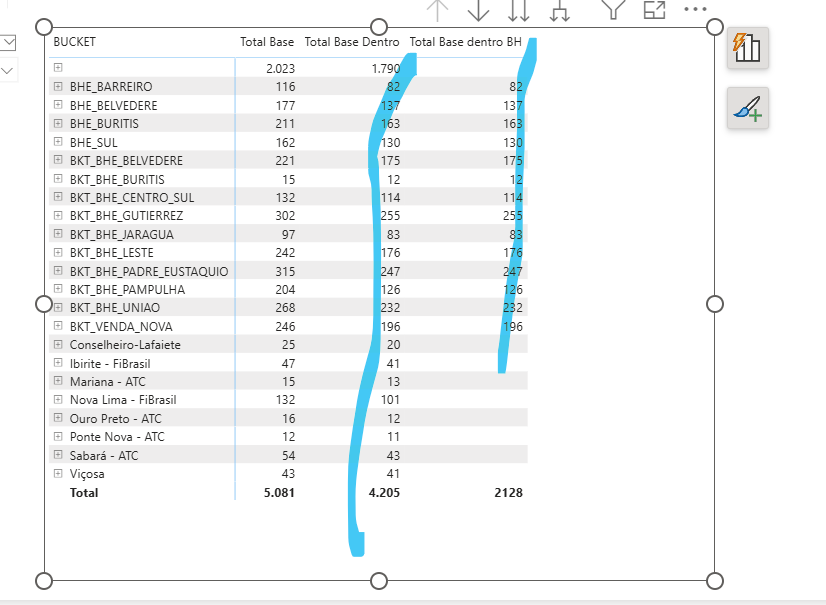 BUCKET Total Base Total Base Dentro Total Base dentro BH
2.023 1.790
BHE_BARREIRO 116 82 82
BHE_BELVEDERE 177 137 137
BHE_BURITIS 211 163 163
BHE_SUL 162 130 130
BKT_BHE_BELVEDERE 221 175 175
BKT_BHE_BURITIS 15 12 12
BKT_BHE_CENTRO_SUL 132 114 114
BKT_BHE_GUTIERREZ 302 255 255
BKT_BHE_JARAGUA 97 83 83
BKT_BHE_LESTE 242 176 176
BKT_BHE_PADRE_EUSTAQUIO 315 247 247
BKT_BHE_PAMPULHA 204 126 126
BKT_BHE_UNIAO 268 232 232
BKT_VENDA_NOVA 246 196 196
Conselheiro-Lafaiete 25 20
Ibirite - FiBrasil 47 41
Mariana - ATC 15 13
Nova Lima - FiBrasil 132 101
Ouro Preto - ATC 16 12
Ponte Nova - ATC 12 11
Sabará - ATC 54 43
Viçosa 43 41
Total 5.081 4.205 2128